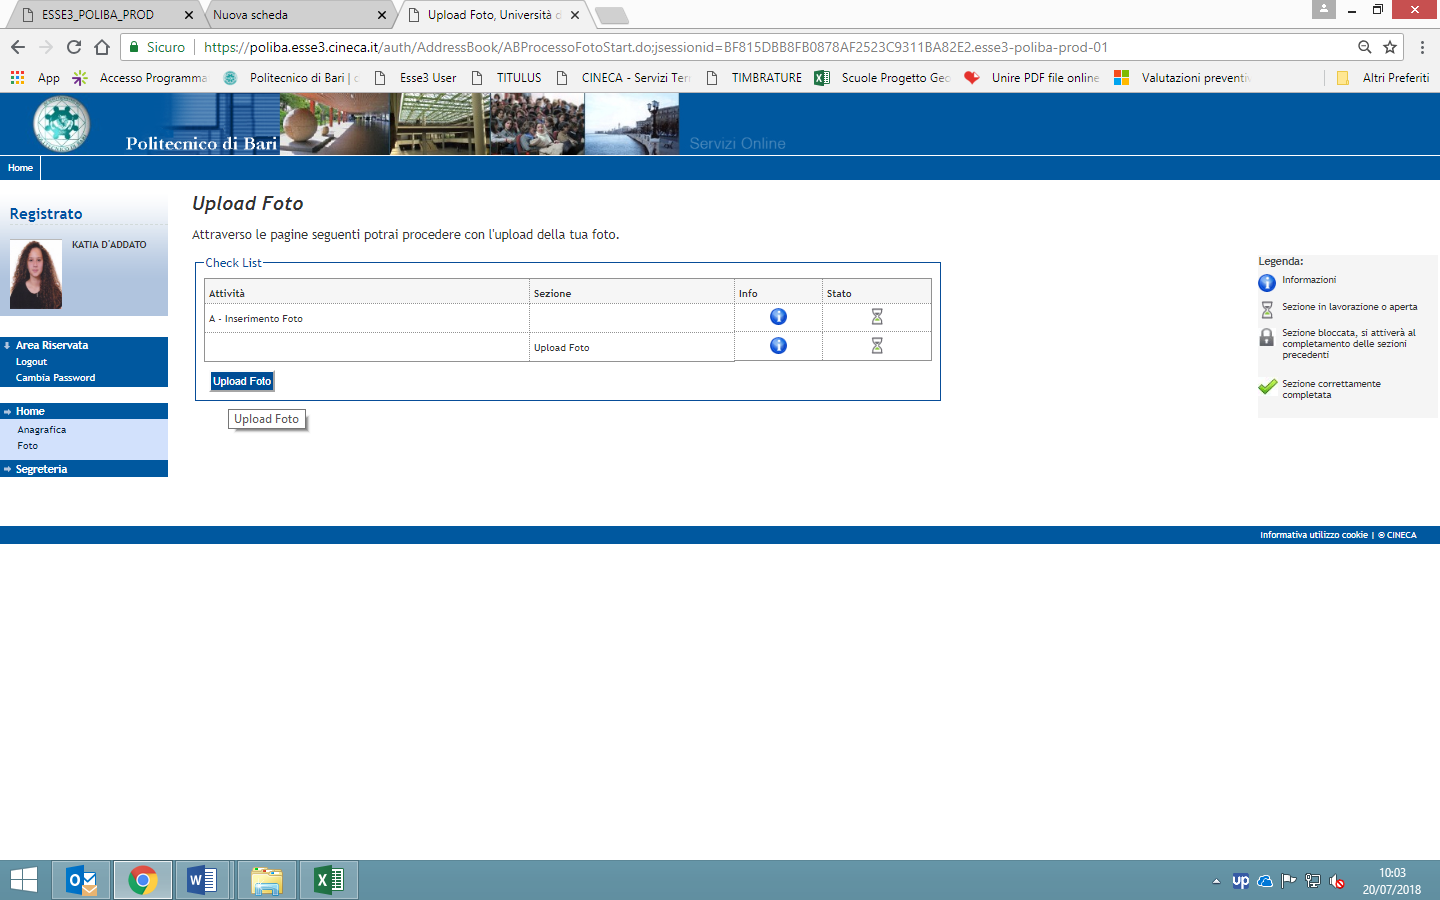 ESSE3_POLIBA_PROD
Nuova scheda
Upload Foto, Università
Sicuro
https://poliba.esse3.cineca.it/auth/AddressBook/ABProcessoFotoStart.do;jsessionid=BF815DBB8FB0878AF2523C9311BA82E2.esse3-poliba-prod-01
App
Accesso Programma
Politecnico di Bari |
Esse3 User
TITULUS
CINECA - Servizi Ter
TIMBRATURE
Scuole Progetto Geo
Unire PDF file online
Valutazioni preventiv
Altri Preferiti
Politecnico di Bari
Servizi Online
Home
Registrato
KATIA D'ADDATO
Area Riservata
Logout
Cambia Password
Home
Anagrafica
Foto
Segreteria
Upload Foto
Attraverso le pagine seguenti potrai procedere con l'upload della tua foto.
Check List
Attività Sezione Info Stato
A - Inserimento Foto
Upload Foto
Upload Foto
Upload Foto
Legenda:
Informazioni
Sezione in lavorazione o aperta
Sezione bloccata, si attiverà al
completamento delle sezioni
precedenti
Sezione correttamente
completata
Informativa utilizzo cookie | © CINECA
up
10:03
20/07/2018